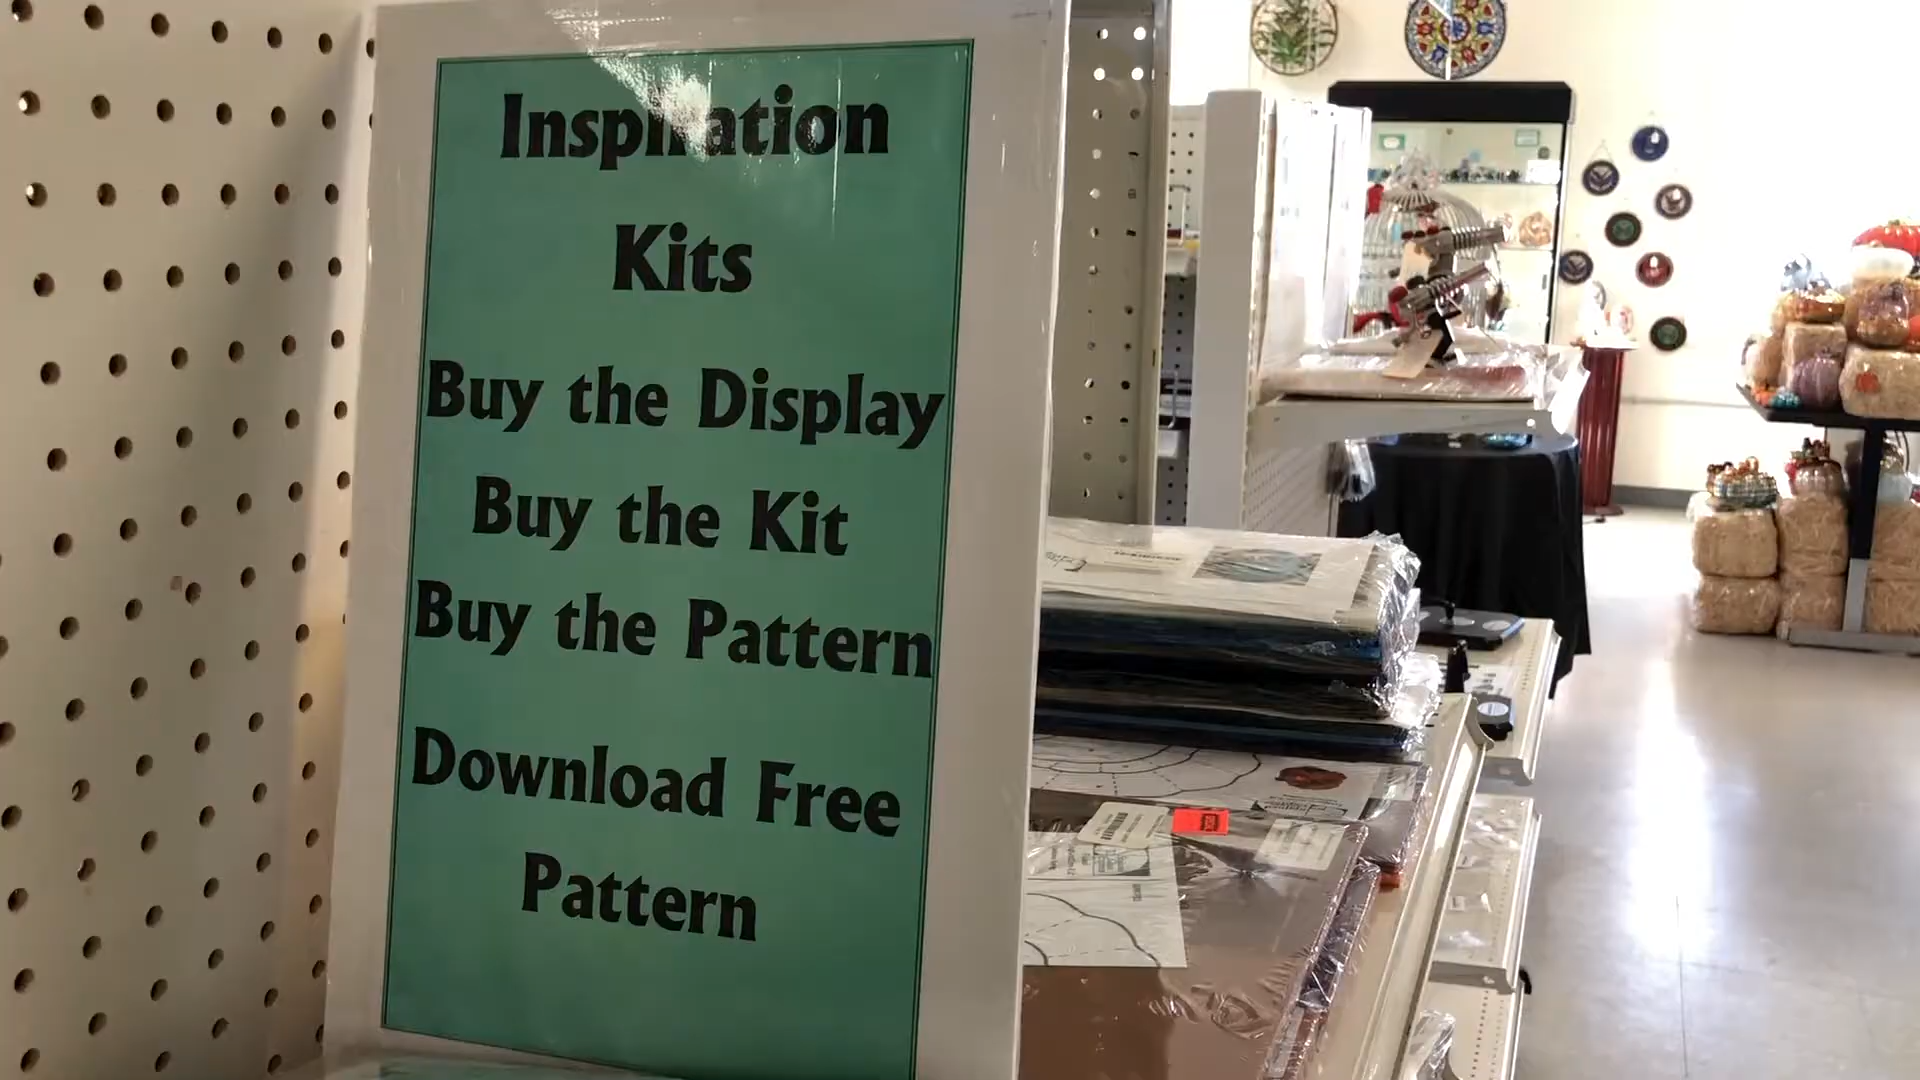 Inspiration
Kits
Buy the Display
Buy the Kit
Buy the Pattern
Download Free
Pattern